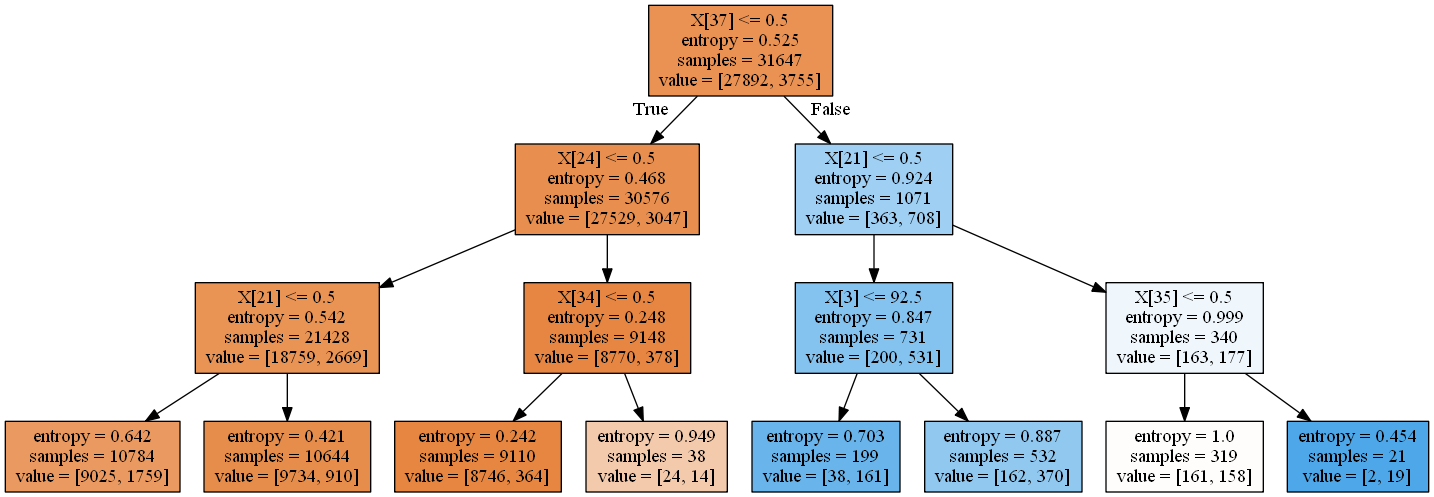 X[37] <= 0.5
entropy = 0.525
samples = 31647
value = [27892, 3755]
True
False
X[24] <= 0.5
entropy = 0.468
samples = 30576
value = [27529, 3047]
X[21] <= 0.5
entropy = 0.924
samples = 1071
value = [363, 708]
X[21] <= 0.5
entropy = 0.542
samples = 21428
value = [18759, 2669]
X[34] <= 0.5
entropy = 0.248
samples = 9148
value = [8770, 378]
X[3] <= 92.5
entropy = 0.847
samples = 731
value = [200, 531]
X[35] <= 0.5
entropy = 0.999
samples = 340
value = [163, 177]
entropy = 0.642
samples = 10784
value = [9025, 1759]
entropy = 0.421
samples = 10644
value = [9734, 910]
entropy = 0.242
samples = 9110
value = [8746, 364]
entropy = 0.949
samples = 38
value = [24, 14]
entropy = 0.703
samples = 199
value = [38, 161]
entropy = 0.887
samples = 532
value = [162, 370]
entropy = 1.0
samples = 319
value = [161, 158]
entropy = 0.454
samples = 21
value = [2, 19]